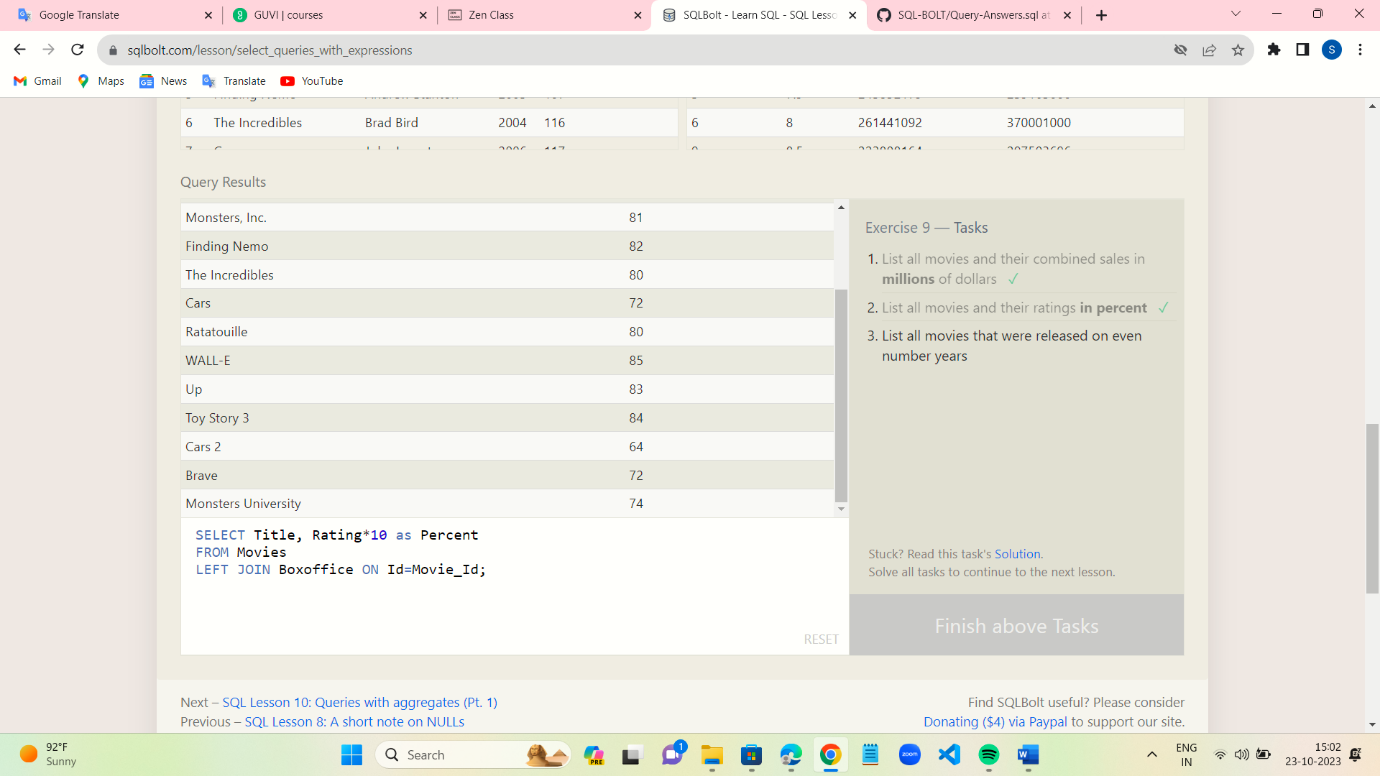 Google Translate
GUVI | courses
Zen Class
SQLBolt - Learn SQL - SQL Lesso
SQL-BOLT/Query-Answers.sql at
sqlbolt.com/lesson/select_queries_with_expressions
S
Gmail
Maps
News
Translate
YouTube
6 The Incredibles Brad Bird 2004 116
6 8 261441092 370001000
Query Results
Monsters, Inc. 81
Finding Nemo 82
The Incredibles 80
Cars 72
Ratatouille 80
WALL-E 85
Up 83
Toy Story 3 84
Cars 2 64
Brave 72
Monsters University 74
SELECT Title, Rating*10 as Percent
FROM Movies
LEFT JOIN Boxoffice ON Id=Movie_Id;
RESET
Exercise 9 — Tasks
1. List all movies and their combined sales in
millions of dollars ✓
2. List all movies and their ratings in percent ✓
3. List all movies that were released on even
number years
Stuck? Read this task's Solution.
Solve all tasks to continue to the next lesson.
Finish above Tasks
Next – SQL Lesson 10: Queries with aggregates (Pt. 1)
Previous – SQL Lesson 8: A short note on NULLs
Find SQLBolt useful? Please consider
Donating ($4) via Paypal to support our site.
92°F
Sunny
Search
PRE
1
zoom
ENG
IN
15:02
23-10-2023